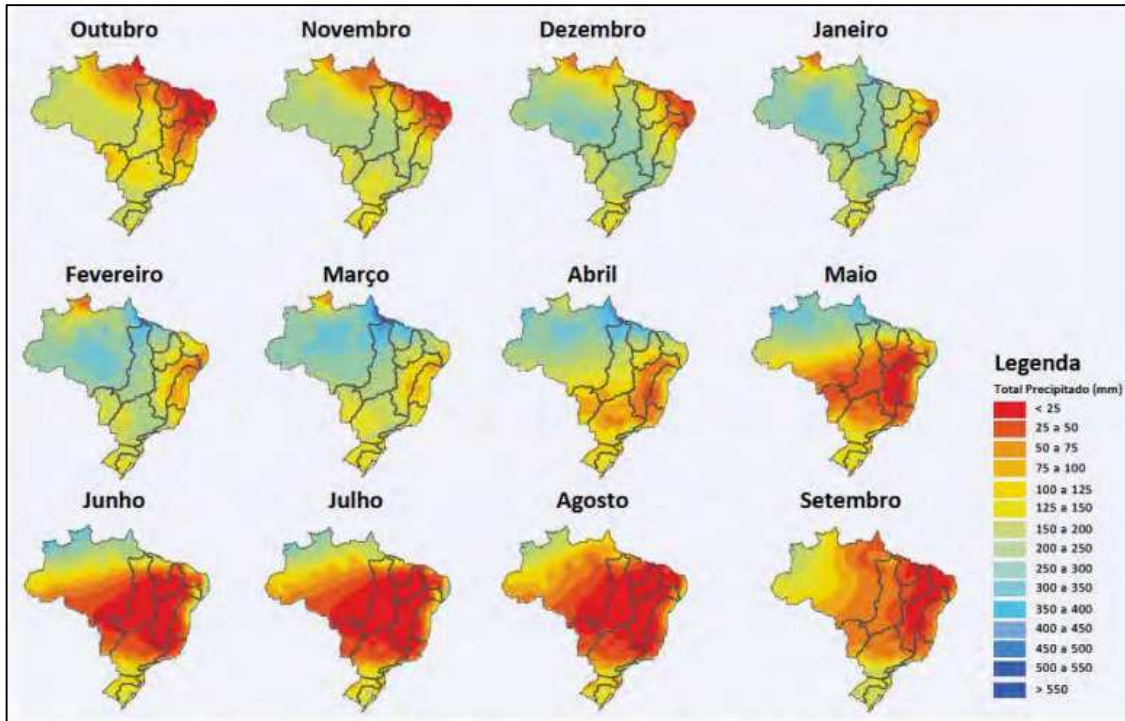 Outubro
Novembro
Dezembro
Janeiro
Fevereiro
Março
Abril
Maio
Junho
Julho
Agosto
Setembro
Legenda
Total Precipitado (mm)
< 25
25 a 50
50 a 75
75 a 100
100 a 125
125 a 150
150 a 200
200 a 250
250 a 300
300 a 350
350 a 400
400 a 450
450 a 500
500 a 550
> 550